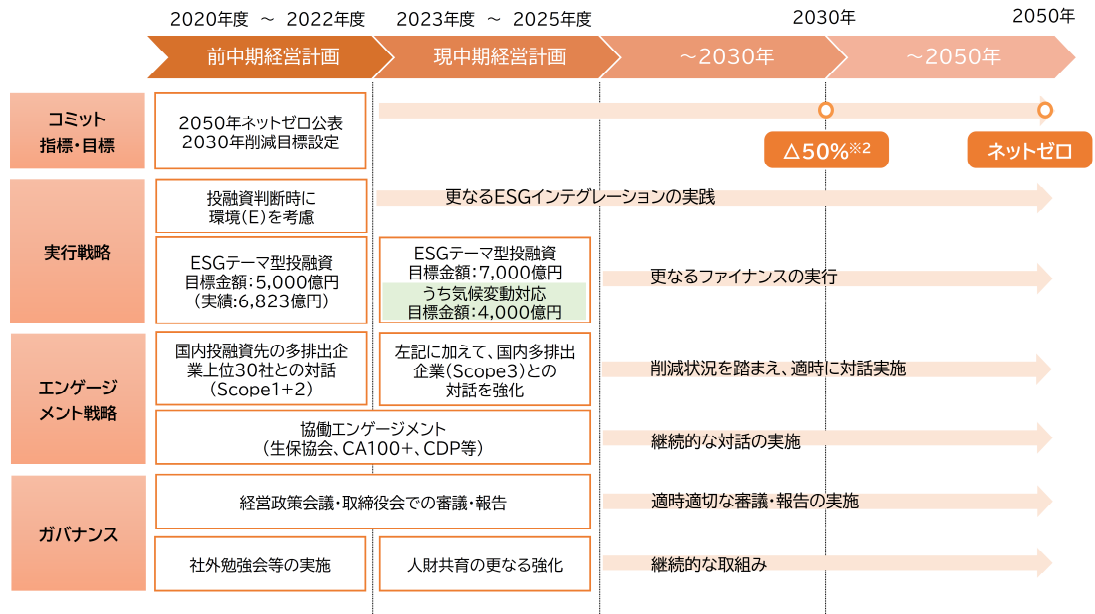 2020年度 ～ 2022年度
2023年度 ～ 2025年度
2030年
2050年
前中期経営計画
現中期経営計画
～2030年
～2050年
コミット
指標・目標
2050年ネットゼロ公表
2030年削減目標設定
△50%※2
ネットゼロ
実行戦略
投融資判断時に
環境（E）を考慮
更なるESGインテグレーションの実践
ESGテーマ型投融資
目標金額：5,000億円
（実績：6,823億円）
ESGテーマ型投融資
目標金額：7,000億円
うち気候変動対応
目標金額：4,000億円
更なるファイナンスの実行
エンゲージ
メント戦略
国内投融資先の多排出企
業上位30社との対話
（Scope1+2）
左記に加えて、国内多排出
企業（Scope3）との
対話を強化
削減状況を踏まえ、適時に対話実施
協働エンゲージメント
（生保協会、CA100+、CDP等）
継続的な対話の実施
ガバナンス
経営政策会議・取締役会での審議・報告
適時適切な審議・報告の実施
社外勉強会等の実施
人財共育の更なる強化
継続的な取組み